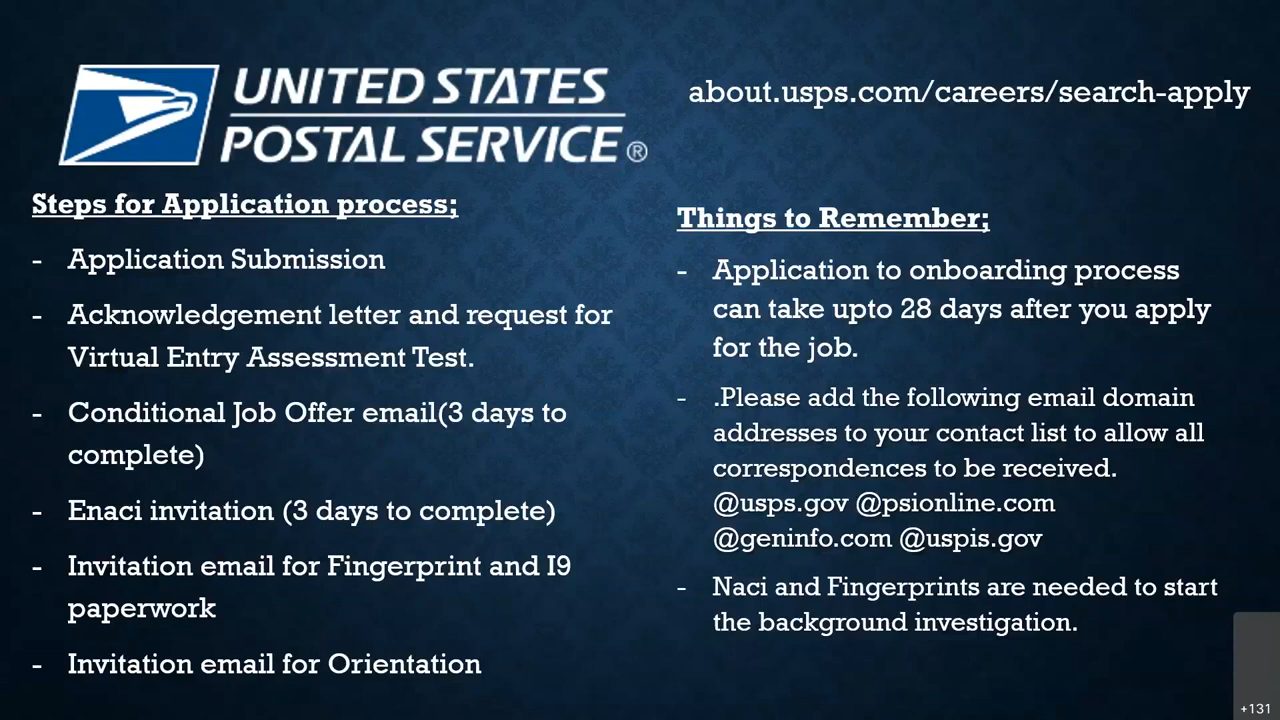 UNITED STATES
POSTAL SERVICE®
about.usps.com/careers/search-apply
Steps for Application process;
- Application Submission
- Acknowledgement letter and request for
Virtual Entry Assessment Test.
- Conditional Job Offer email(3 days to
complete)
- Enaci invitation (3 days to complete)
- Invitation email for Fingerprint and I9
paperwork
- Invitation email for Orientation
Things to Remember;
- Application to onboarding process
can take upto 28 days after you apply
for the job.
- .Please add the following email domain
addresses to your contact list to allow all
correspondences to be received.
@usps.gov @psionline.com
@geninfo.com @uspis.gov
- Naci and Fingerprints are needed to start
the background investigation.
+131